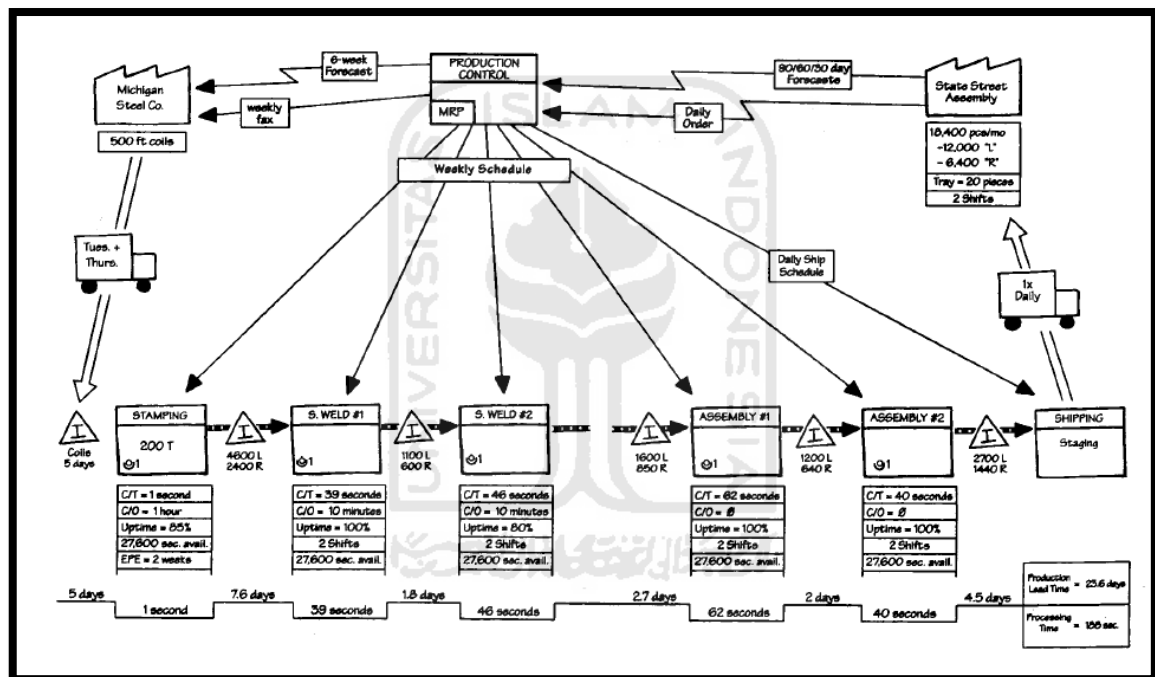 6-week
Forecast
PRODUCTION
CONTROL
90/60/30 day
Forecasts
Michigan
Steel Co.
State Street
Assembly
weekly
fax
MRP
Daily
Order
500 ft coils
18,400 pcs/mo
-12,000 "L"
- 6,400 "R"
Tray = 20 pieces
2 Shifts
Weekly Schedule
Tues. +
Thurs.
Daily Ship
Schedule
1x
Daily
UNIVERSITAS
ISLAM
INDONESIA
I
Coils
5 days
STAMPING
200 T
1
I
4600 L
2400 R
S. WELD #1
1
I
1100 L
600 R
S. WELD #2
1
I
1600 L
850 R
ASSEMBLY #1
1
I
1200 L
640 R
ASSEMBLY #2
1
I
2700 L
1440 R
SHIPPING
Staging
C/T = 1 second
C/O = 1 hour
Uptime = 85%
27,600 sec. avail.
EPE = 2 weeks
C/T = 39 seconds
C/O = 10 minutes
Uptime = 100%
2 Shifts
27,600 sec. avail.
C/T = 46 seconds
C/O = 10 minutes
Uptime = 80%
2 Shifts
27,600 sec. avail.
C/T = 62 seconds
C/O = Ø
Uptime = 100%
2 Shifts
27,600 sec. avail.
C/T = 40 seconds
C/O = Ø
Uptime = 100%
2 Shifts
27,600 sec. avail.
5 days
1 second
7.6 days
39 seconds
1.8 days
46 seconds
2.7 days
62 seconds
2 days
40 seconds
4.5 days
Production
Lead Time = 23.6 days
Processing
Time = 188 sec.